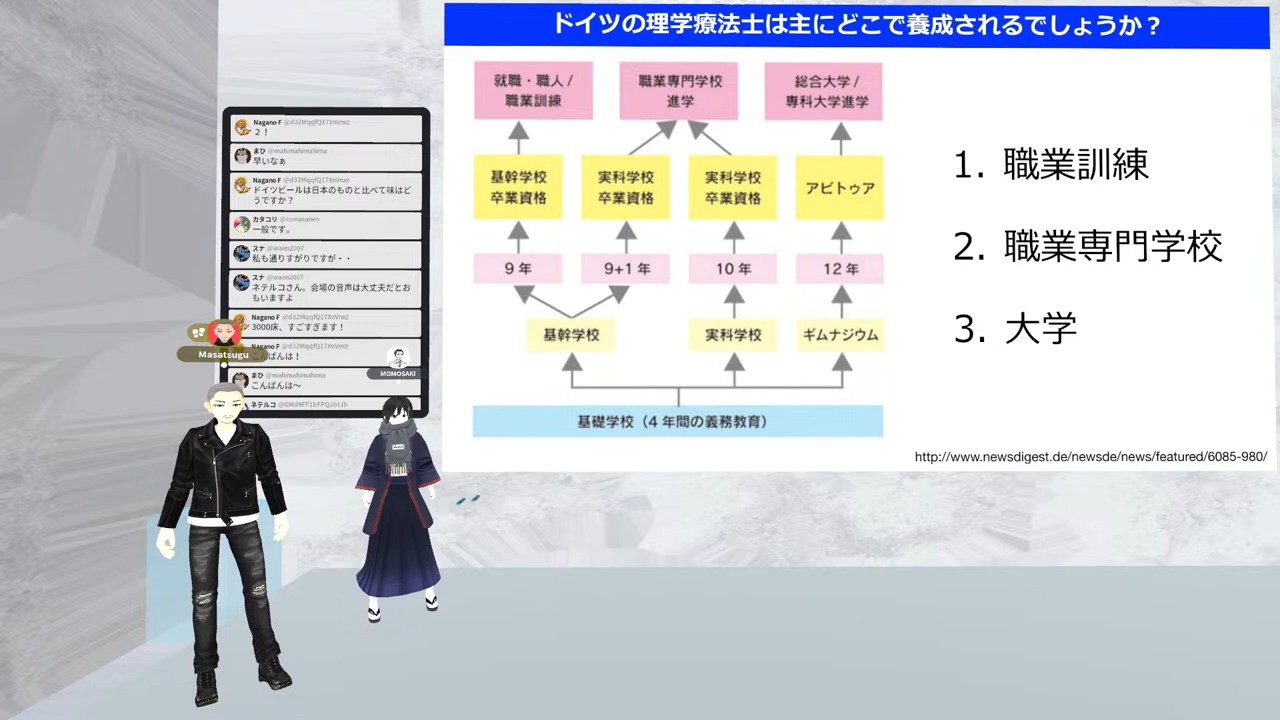 ドイツの理学療法士は主にどこで養成されるでしょうか？
就職・職人 /
職業訓練
職業専門学校
進学
総合大学 /
専科大学進学
基幹学校
卒業資格
実科学校
卒業資格
実科学校
卒業資格
アビトゥア
9 年
9+1 年
10 年
12 年
基幹学校
実科学校
ギムナジウム
基礎学校（4 年間の義務教育）
1. 職業訓練
2. 職業専門学校
3. 大学
http://www.newsdigest.de/newsde/news/featured/6085-980/
Nagano F @d32MqqfQ17XnVnxz
２！
まひ @mahimahimahima
早いなぁ
Nagano F @d32MqqfQ17XnVnxz
ドイツビールは日本のものと比べて味はど
うですか？
カタコリ @ccmasunen
一般です。
スナ @waon2007
私も通りすがりですが・・
スナ @waon2007
ネテルコさん。会場の音声は大丈夫だとお
もいますよ
Nagano F @d32MqqfQ17XnVnxz
3000床、すごすぎます！
Nagano F @d32MqqfQ17XnVnxz
こんばんは！
まひ @mahimahimahima
こんばんは〜
ネテルコ
Masatsugu
MOMOSAKI